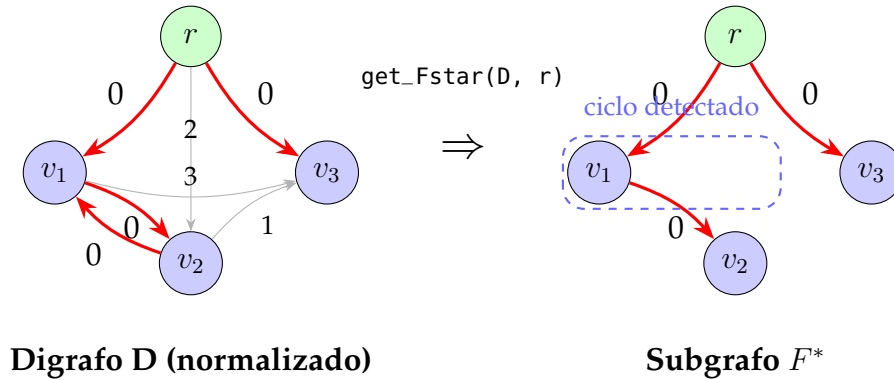 r
0
0
2
v₁
3
v₃
0
0
1
v₂
Digrafo D (normalizado)
get_Fstar(D, r)
⇒
r
0
0
ciclo detectado
v₁
v₃
0
v₂
Subgrafo F*